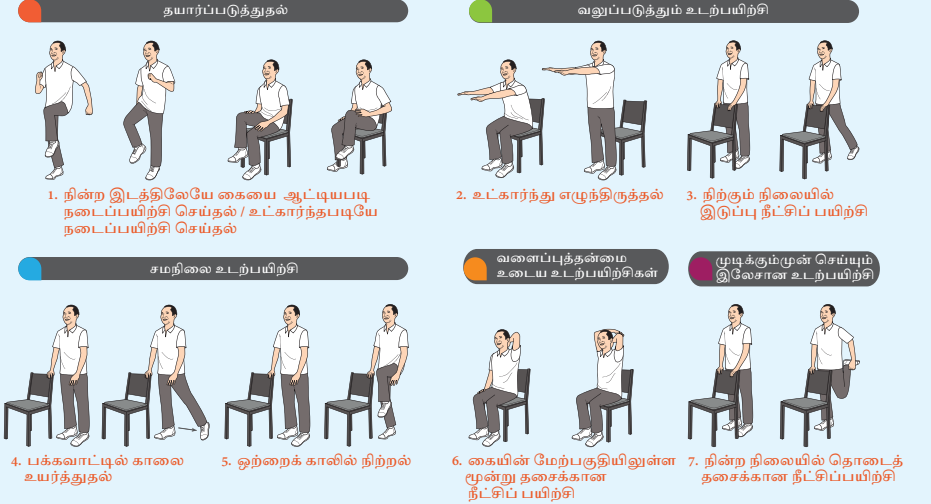 தயார்ப்படுத்துதல்
வலுப்படுத்தும் உடற்பயிற்சி
1. நின்ற இடத்திலேயே கையை ஆட்டியபடி
நடைப்பயிற்சி செய்தல் / உட்கார்ந்தபடியே
நடைப்பயிற்சி செய்தல்
2. உட்கார்ந்து எழுந்திருத்தல்
3. நிற்கும் நிலையில்
இடுப்பு நீட்சிப் பயிற்சி
சமநிலை உடற்பயிற்சி
வளைப்புத்தன்மை
உடைய உடற்பயிற்சிகள்
முடிக்கும்முன் செய்யும்
இலேசான உடற்பயிற்சி
4. பக்கவாட்டில் காலை
உயர்த்துதல்
5. ஒற்றைக் காலில் நிற்றல்
6. கையின் மேற்பகுதியிலுள்ள
மூன்று தசைக்கான
நீட்சிப் பயிற்சி
7. நின்ற நிலையில் தொடைத்
தசைக்கான நீட்சிப்பயிற்சி